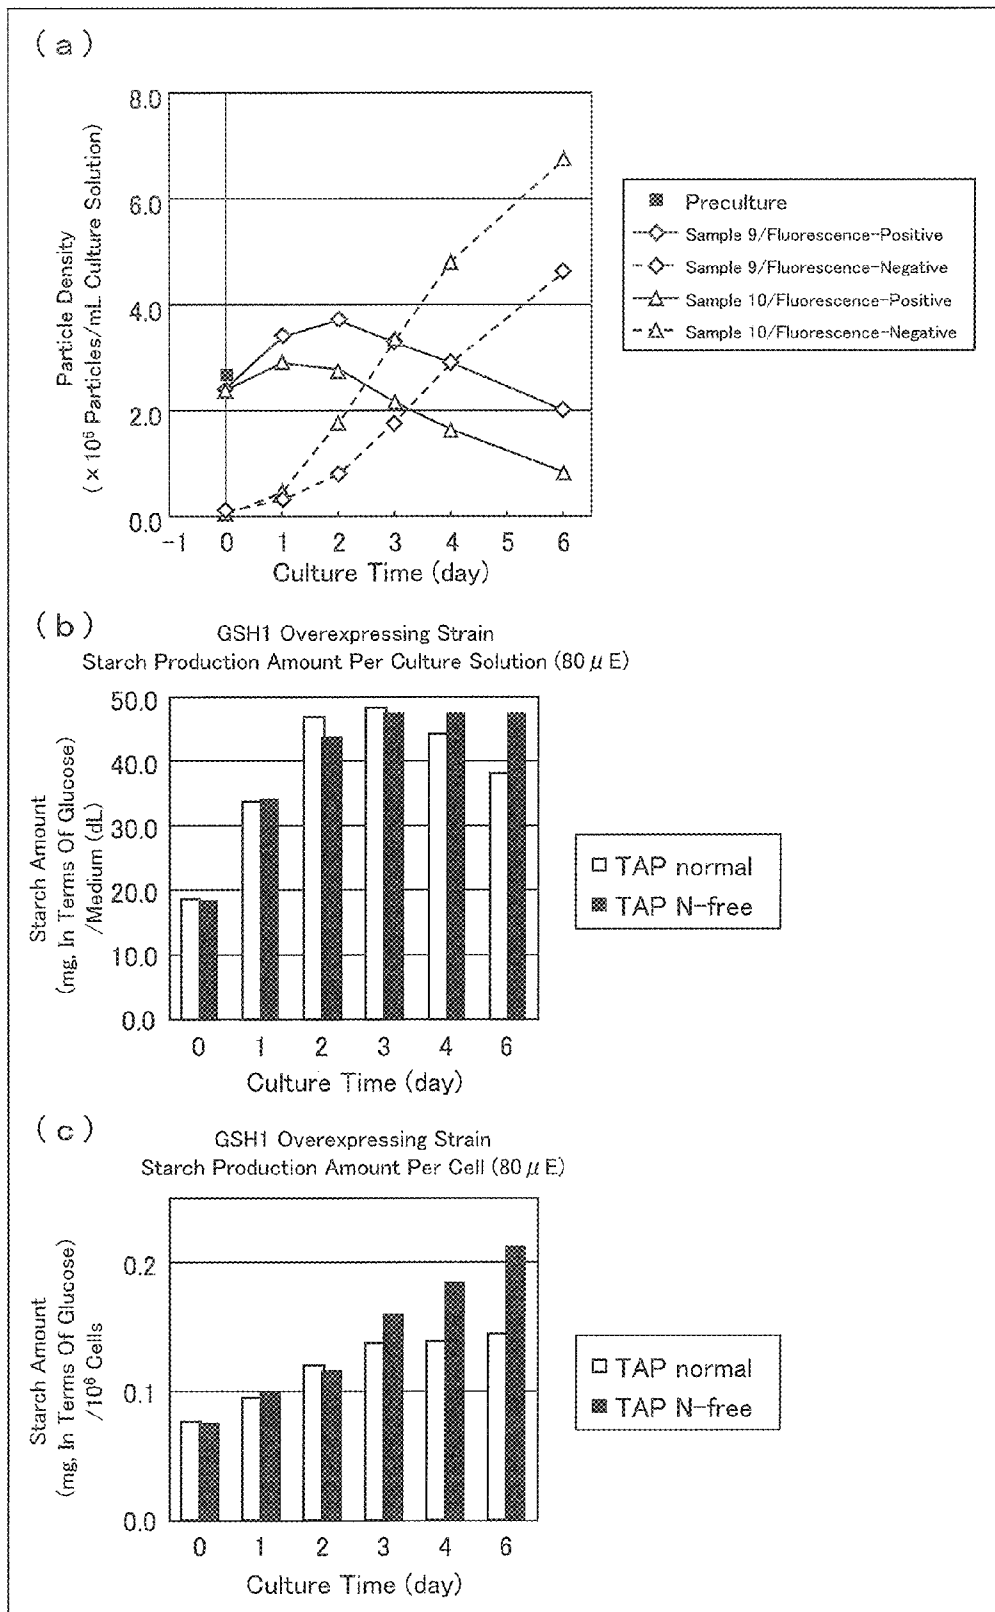 (a)
8.0
6.0
4.0
2.0
0.0
Particle Density
(×10⁶ Particles/mL Culture Solution)
-1 0 1 2 3 4 5 6
Culture Time (day)
Preculture
Sample 9/Fluorescence-Positive
Sample 9/Fluorescence-Negative
Sample 10/Fluorescence-Positive
Sample 10/Fluorescence-Negative
(b)
GSH1 Overexpressing Strain
Starch Production Amount Per Culture Solution (80 μE)
50.0
40.0
30.0
20.0
10.0
0.0
Starch Amount
(mg, In Terms Of Glucose)
/Medium (dL)
0 1 2 3 4 6
Culture Time (day)
TAP normal
TAP N-free
(c)
GSH1 Overexpressing Strain
Starch Production Amount Per Cell (80 μE)
0.2
0.1
0.0
Starch Amount
(mg, In Terms Of Glucose)
/10⁶ Cells
0 1 2 3 4 6
Culture Time (day)
TAP normal
TAP N-free